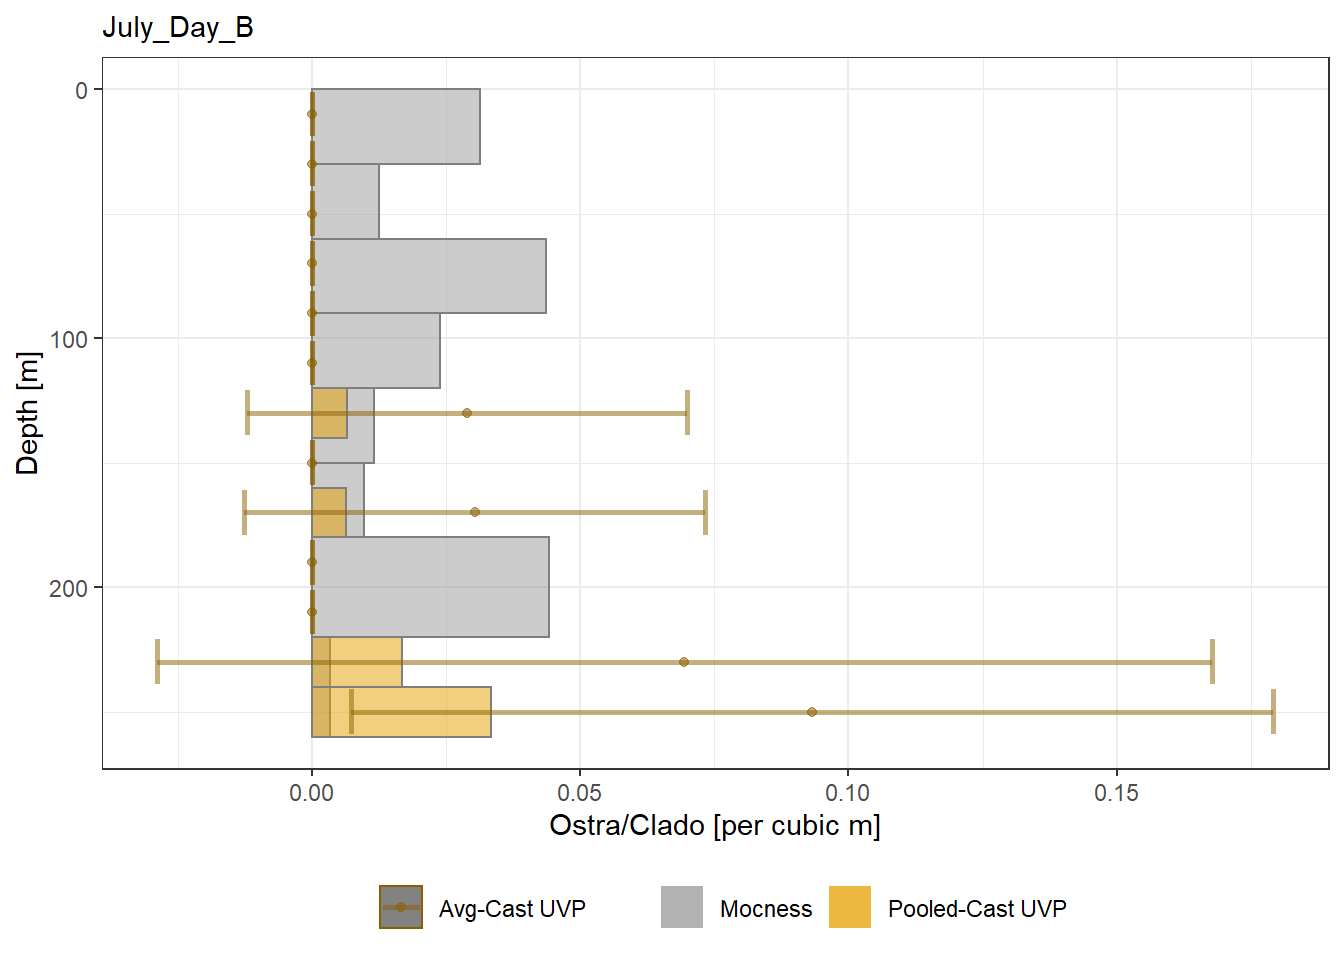 July_Day_B
0
100
200
Depth [m]
0.00 0.05 0.10 0.15
Ostra/Clado [per cubic m]
Avg-Cast UVP Mocness Pooled-Cast UVP